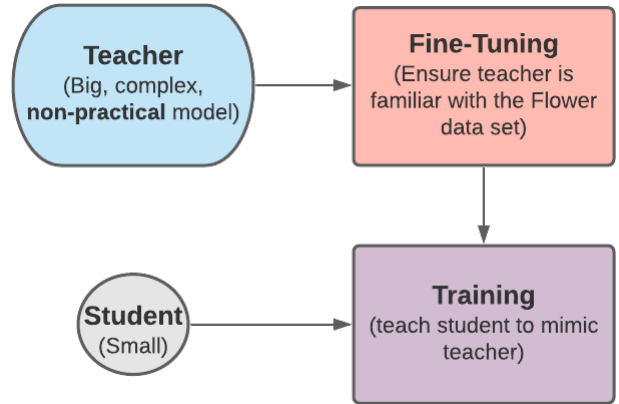 Teacher
(Big, complex,
non-practical model)
Fine-Tuning
(Ensure teacher is
familiar with the Flower
data set)
Student
(Small)
Training
(teach student to mimic
teacher)